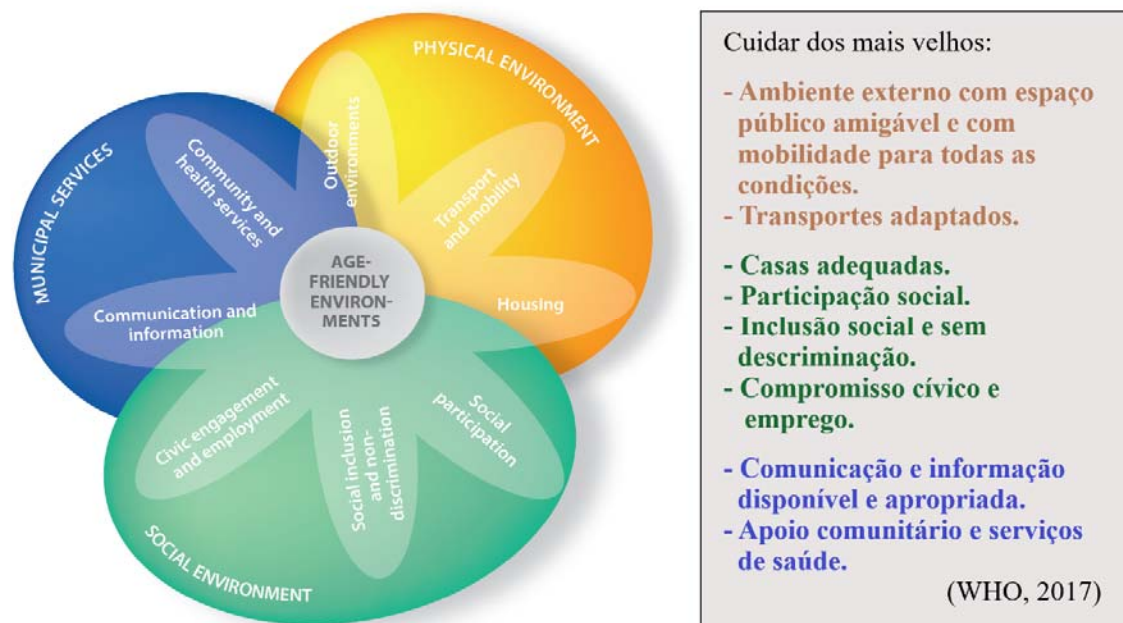 PHYSICAL ENVIRONMENT
Outdoor
environments
Transport
and mobility
Housing
MUNICIPAL SERVICES
Community and
health services
Communication and
information
AGE-
FRIENDLY
ENVIRON-
MENTS
Civic engagement
and employment
Social inclusion
and non-
discrimination
Social
participation
SOCIAL ENVIRONMENT
Cuidar dos mais velhos:
- Ambiente externo com espaço
público amigável e com
mobilidade para todas as
condições.
- Transportes adaptados.
- Casas adequadas.
- Participação social.
- Inclusão social e sem
descriminação.
- Compromisso cívico e
emprego.
- Comunicação e informação
disponível e apropriada.
- Apoio comunitário e serviços
de saúde.
(WHO, 2017)